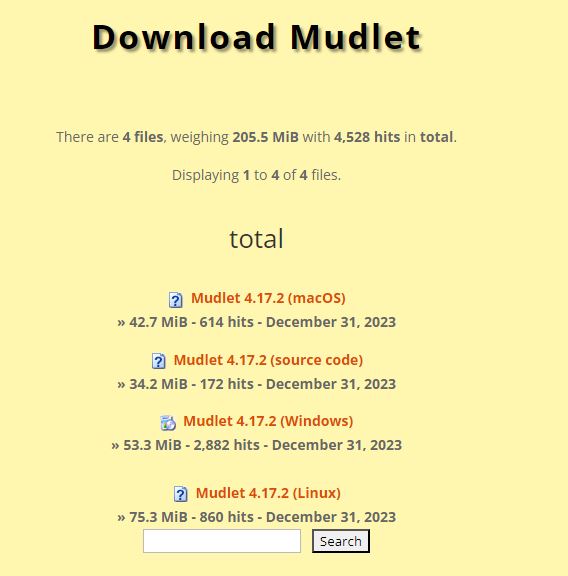 Download Mudlet
There are 4 files, weighing 205.5 MiB with 4,528 hits in total.
Displaying 1 to 4 of 4 files.
total
Mudlet 4.17.2 (macOS)
» 42.7 MiB - 614 hits - December 31, 2023
Mudlet 4.17.2 (source code)
» 34.2 MiB - 172 hits - December 31, 2023
Mudlet 4.17.2 (Windows)
» 53.3 MiB - 2,882 hits - December 31, 2023
Mudlet 4.17.2 (Linux)
» 75.3 MiB - 860 hits - December 31, 2023
Search